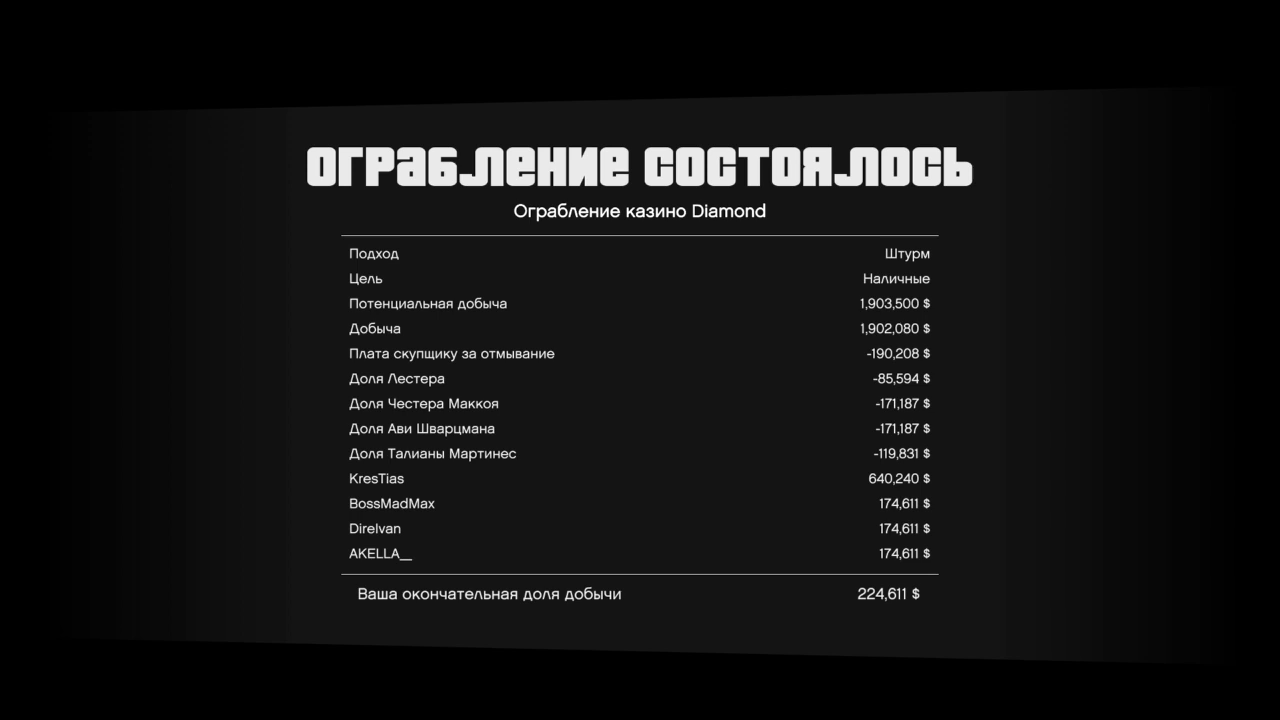 ОГРАБЛЕНИЕ СОСТОЯЛОСЬ
Ограбление казино Diamond
Подход Штурм
Цель Наличные
Потенциальная добыча 1,903,500 $
Добыча 1,902,080 $
Плата скупщику за отмывание -190,208 $
Доля Лестера -85,594 $
Доля Честера Маккоя -171,187 $
Доля Ави Шварцмана -171,187 $
Доля Талианы Мартинес -119,831 $
KresTias 640,240 $
BossMadMax 174,611 $
DireIvan 174,611 $
AKELLA__ 174,611 $
Ваша окончательная доля добычи 224,611 $